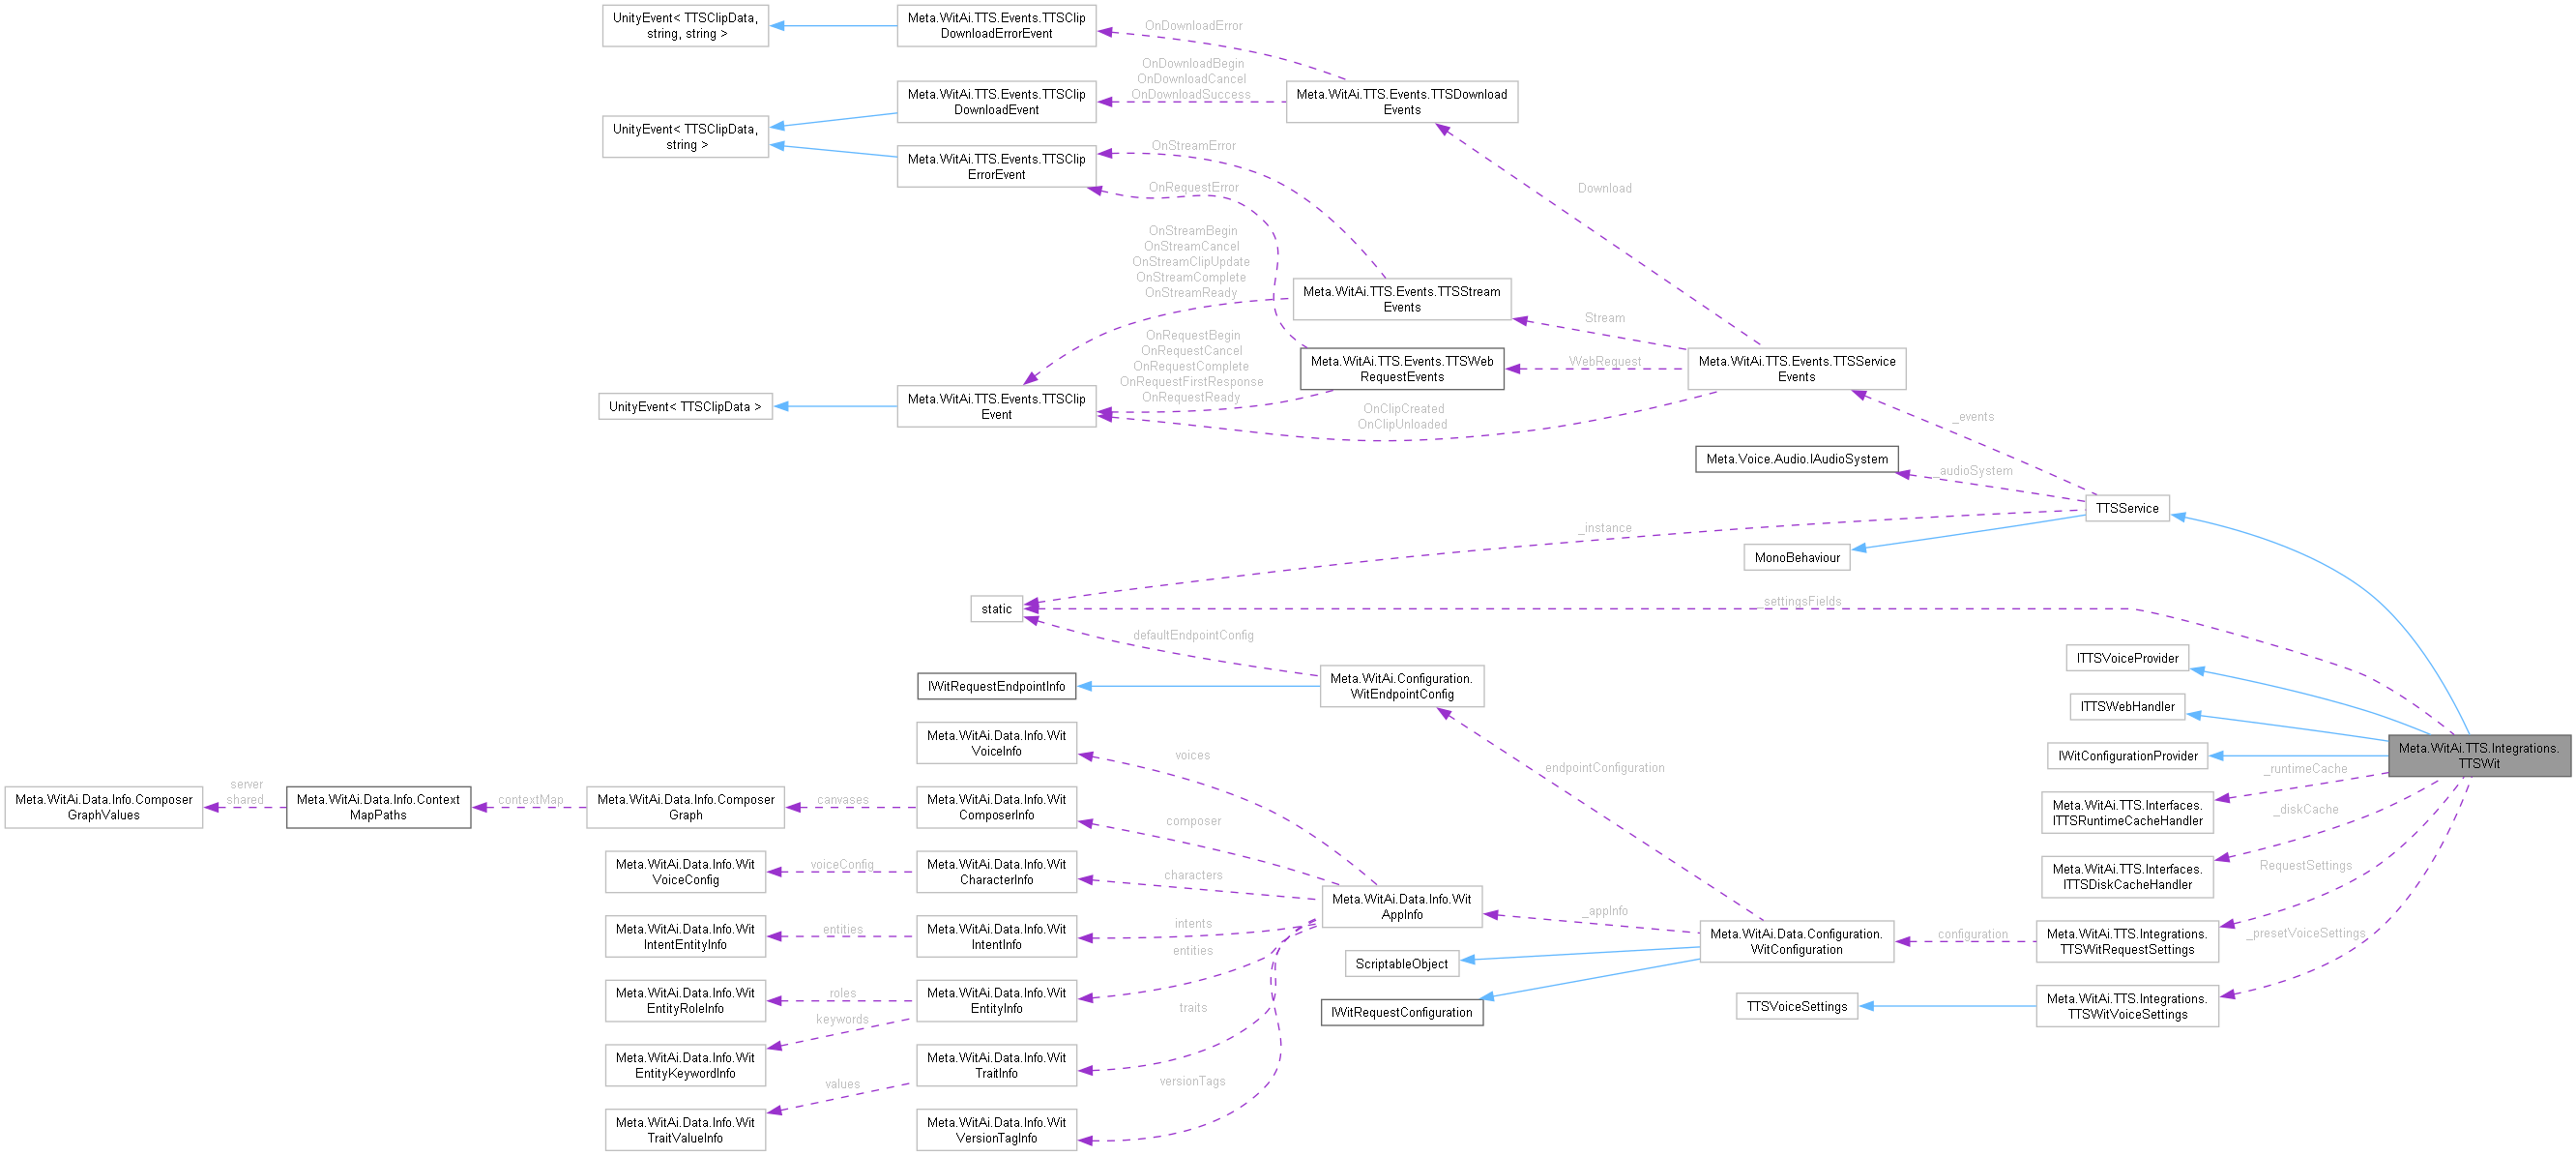 UnityEvent< TTSClipData,
string, string >
Meta.WitAi.TTS.Events.TTSClip
DownloadErrorEvent
OnDownloadError
OnDownloadBegin
OnDownloadCancel
OnDownloadSuccess
Meta.WitAi.TTS.Events.TTSClip
DownloadEvent
Meta.WitAi.TTS.Events.TTSDownload
Events
UnityEvent< TTSClipData,
string >
Meta.WitAi.TTS.Events.TTSClip
ErrorEvent
OnStreamError
OnRequestError
Download
OnStreamBegin
OnStreamCancel
OnStreamClipUpdate
OnStreamComplete
OnStreamReady
Meta.WitAi.TTS.Events.TTSStream
Events
Stream
OnRequestBegin
OnRequestCancel
OnRequestComplete
OnRequestFirstResponse
OnRequestReady
Meta.WitAi.TTS.Events.TTSWeb
RequestEvents
WebRequest
Meta.WitAi.TTS.Events.TTSService
Events
UnityEvent< TTSClipData >
Meta.WitAi.TTS.Events.TTSClip
Event
OnClipCreated
OnClipUnloaded
_events
Meta.Voice.Audio.IAudioSystem
_audioSystem
TTSService
_instance
MonoBehaviour
static
_settingsFields
defaultEndpointConfig
ITTSVoiceProvider
IWitRequestEndpointInfo
Meta.WitAi.Configuration.
WitEndpointConfig
ITTSWebHandler
Meta.WitAi.Data.Info.Wit
VoiceInfo
voices
endpointConfiguration
IWitConfigurationProvider
Meta.WitAi.TTS.Integrations.
TTSWit
_runtimeCache
Meta.WitAi.Data.Info.Composer
GraphValues
server
shared
Meta.WitAi.Data.Info.Context
MapPaths
contextMap
Meta.WitAi.Data.Info.Composer
Graph
canvases
Meta.WitAi.Data.Info.Wit
ComposerInfo
composer
Meta.WitAi.TTS.Interfaces.
ITTSRuntimeCacheHandler
_diskCache
Meta.WitAi.Data.Info.Wit
VoiceConfig
voiceConfig
Meta.WitAi.Data.Info.Wit
CharacterInfo
characters
Meta.WitAi.TTS.Interfaces.
ITTSDiskCacheHandler
RequestSettings
Meta.WitAi.Data.Info.Wit
AppInfo
_appInfo
Meta.WitAi.Data.Info.Wit
IntentEntityInfo
entities
Meta.WitAi.Data.Info.Wit
IntentInfo
intents
entities
Meta.WitAi.Data.Configuration.
WitConfiguration
configuration
Meta.WitAi.TTS.Integrations.
TTSWitRequestSettings
_presetVoiceSettings
ScriptableObject
Meta.WitAi.Data.Info.Wit
EntityRoleInfo
roles
keywords
Meta.WitAi.Data.Info.Wit
EntityInfo
traits
IWitRequestConfiguration
TTSVoiceSettings
Meta.WitAi.TTS.Integrations.
TTSWitVoiceSettings
Meta.WitAi.Data.Info.Wit
EntityKeywordInfo
values
Meta.WitAi.Data.Info.Wit
TraitInfo
versionTags
Meta.WitAi.Data.Info.Wit
TraitValueInfo
Meta.WitAi.Data.Info.Wit
VersionTagInfo